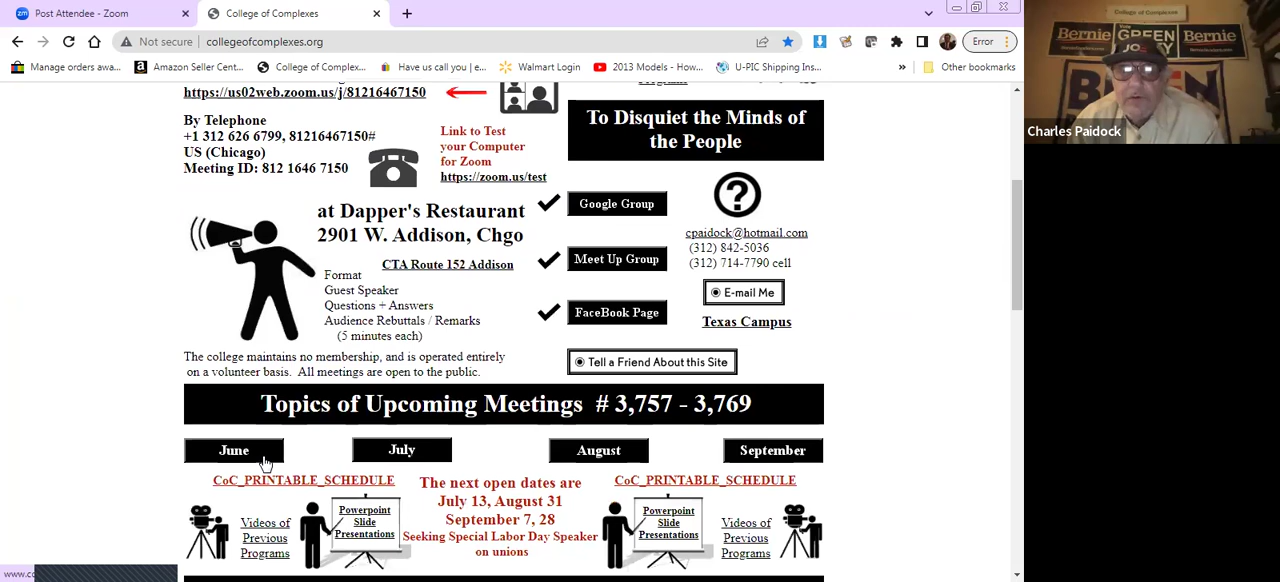 Post Attendee - Zoom
College of Complexes
Not secure
collegeofcomplexes.org
Error
Manage orders awa...
Amazon Seller Cent...
College of Complex...
Have us call you | e...
Walmart Login
2013 Models - How...
U-PIC Shipping Ins...
»
Other bookmarks
https://us02web.zoom.us/j/81216467150
By Telephone
+1 312 626 6799, 81216467150#
US (Chicago)
Meeting ID: 812 1646 7150
Link to Test
your Computer
for Zoom
https://zoom.us/test
Programs
To Disquiet the Minds of
the People
at Dapper's Restaurant
2901 W. Addison, Chgo
CTA Route 152 Addison
Format
Guest Speaker
Questions + Answers
Audience Rebuttals / Remarks
(5 minutes each)
The college maintains no membership, and is operated entirely
on a volunteer basis. All meetings are open to the public.
Google Group
Meet Up Group
FaceBook Page
Tell a Friend About this Site
cpaidock@hotmail.com
(312) 842-5036
(312) 714-7790 cell
E-mail Me
Texas Campus
Topics of Upcoming Meetings # 3,757 - 3,769
June
July
August
September
CoC_PRINTABLE_SCHEDULE
CoC_PRINTABLE_SCHEDULE
The next open dates are
July 13, August 31
September 7, 28
Seeking Special Labor Day Speaker
on unions
Videos of
Previous
Programs
Powerpoint
Slide
Presentations
Powerpoint
Slide
Presentations
Videos of
Previous
Programs
College of Complexes
Bernie
Vote GREEN
Bernie
Charles Paidock